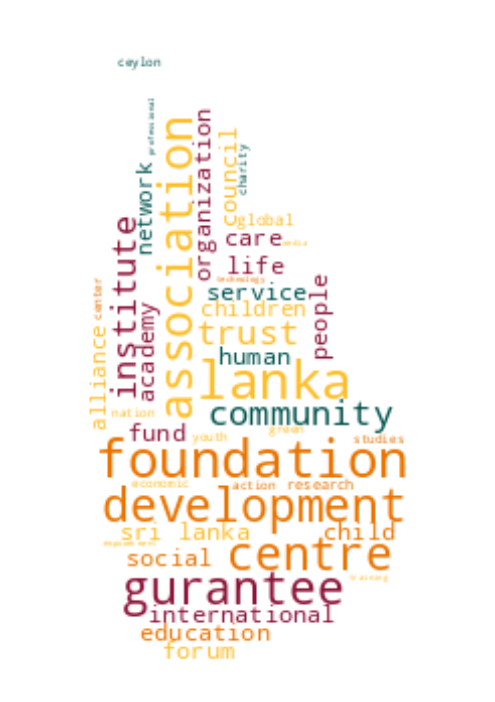 ceylon
professional
association
organization
council
charity
network
global
care
media
institute
life
technology
people
center
service
children
academy
trust
alliance
human
lanka
nation
community
fund
youth
green
studies
foundation
economic
action
research
development
sri lanka
child
empowerment
social
centre
training
gurantee
international
education
forum